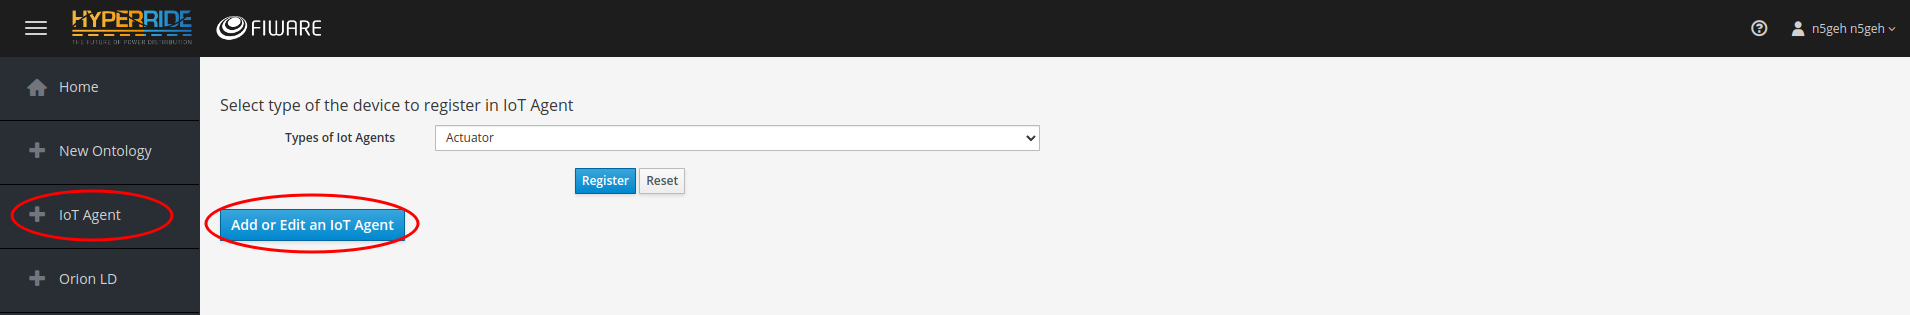 HYPERRIDE
THE FUTURE OF POWER DISTRIBUTION
FIWARE
n5geh n5geh
Home
New Ontology
IoT Agent
Orion LD
Select type of the device to register in IoT Agent
Types of Iot Agents
Actuator
Register Reset
Add or Edit an IoT Agent